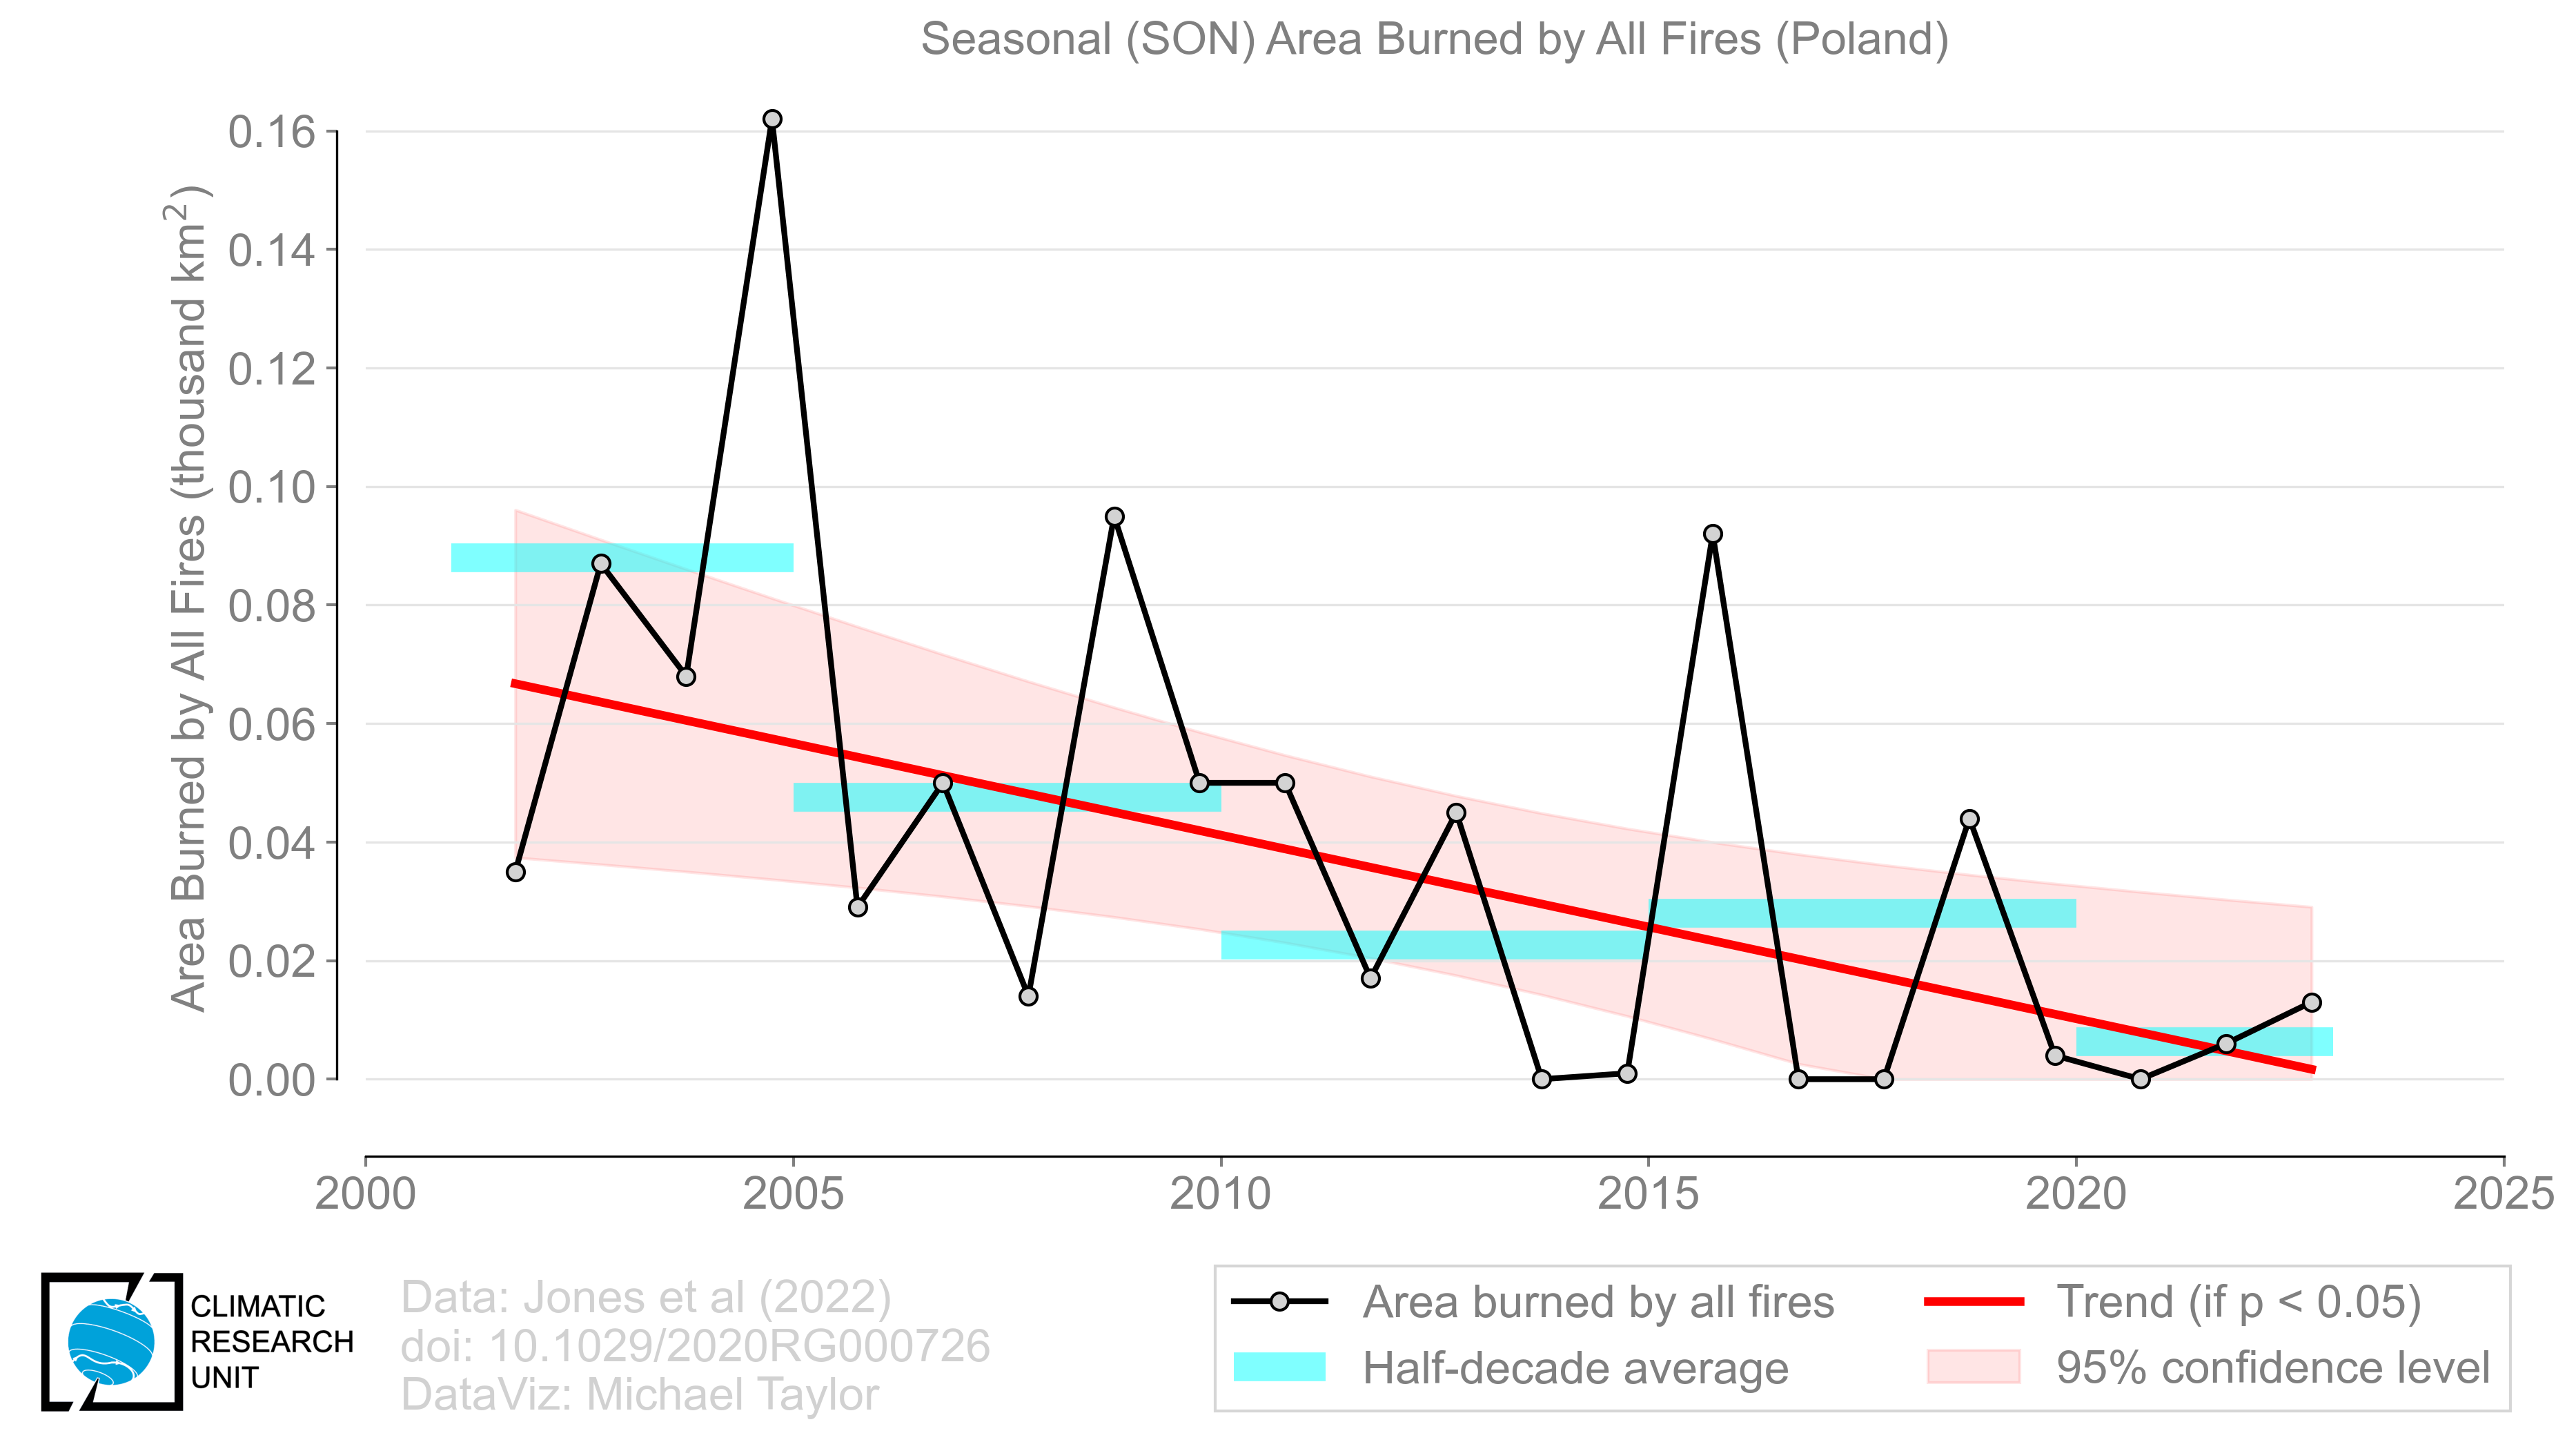 Seasonal (SON) Area Burned by All Fires (Poland)
Area Burned by All Fires (thousand km²)
0.16
0.14
0.12
0.10
0.08
0.06
0.04
0.02
0.00
2000 2005 2010 2015 2020 2025
CLIMATIC
RESEARCH
UNIT
Data: Jones et al (2022)
doi: 10.1029/2020RG000726
DataViz: Michael Taylor
Area burned by all fires
Half-decade average
Trend (if p < 0.05)
95% confidence level